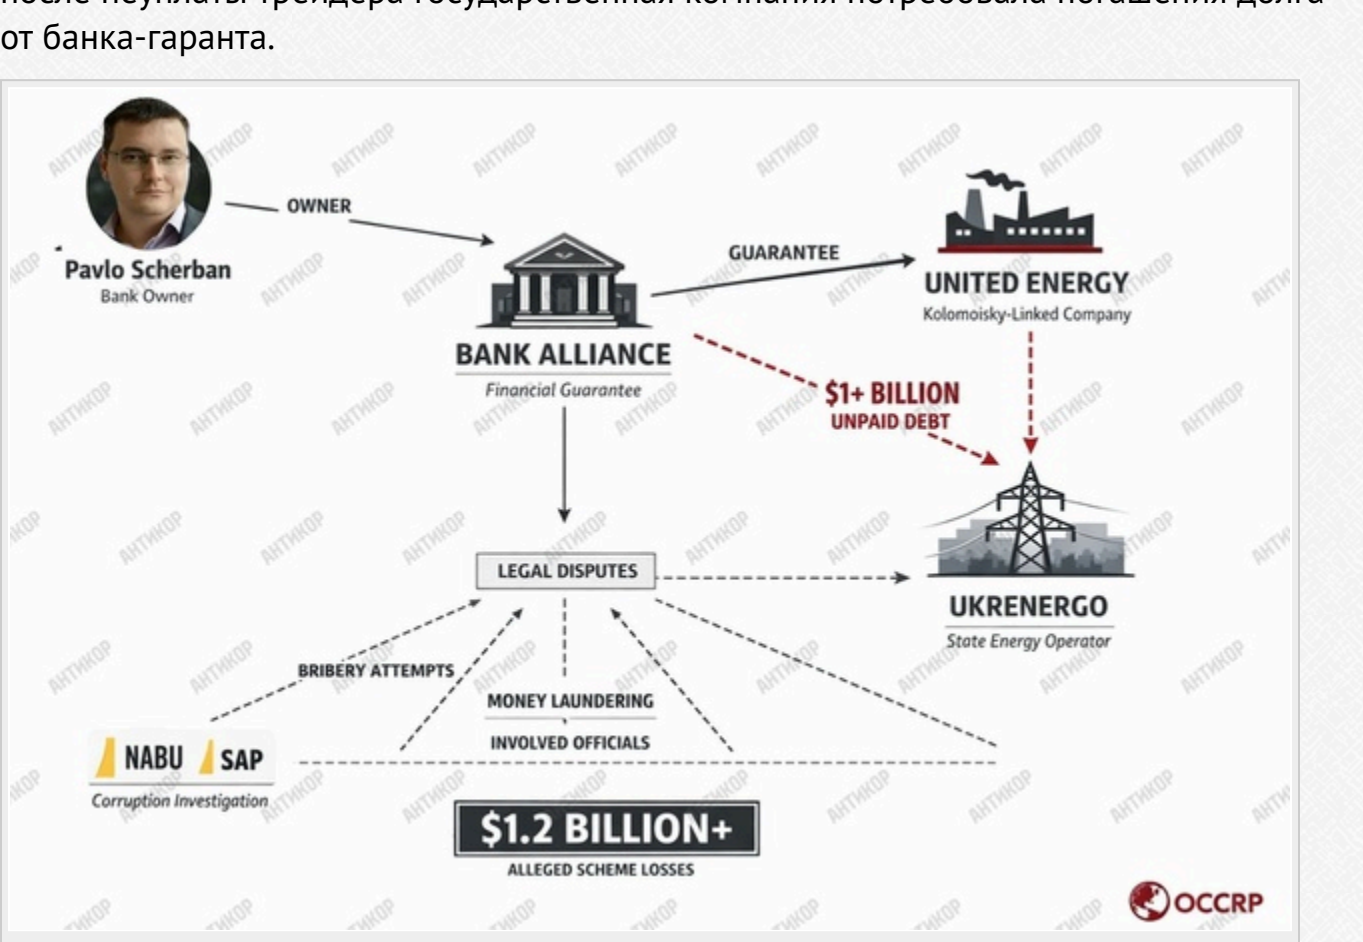 после неуплаты трейдера государственная компания потребовала погашения долга
от банка-гаранта.
OWNER
Pavlo Scherban
Bank Owner
GUARANTEE
UNITED ENERGY
Kolomoisky-Linked Company
BANK ALLIANCE
Financial Guarantee
$1+ BILLION
UNPAID DEBT
LEGAL DISPUTES
UKRENERGO
State Energy Operator
BRIBERY ATTEMPTS
MONEY LAUNDERING
INVOLVED OFFICIALS
NABU SAP
Corruption Investigation
$1.2 BILLION+
ALLEGED SCHEME LOSSES
OCCRP
АНТИКОР